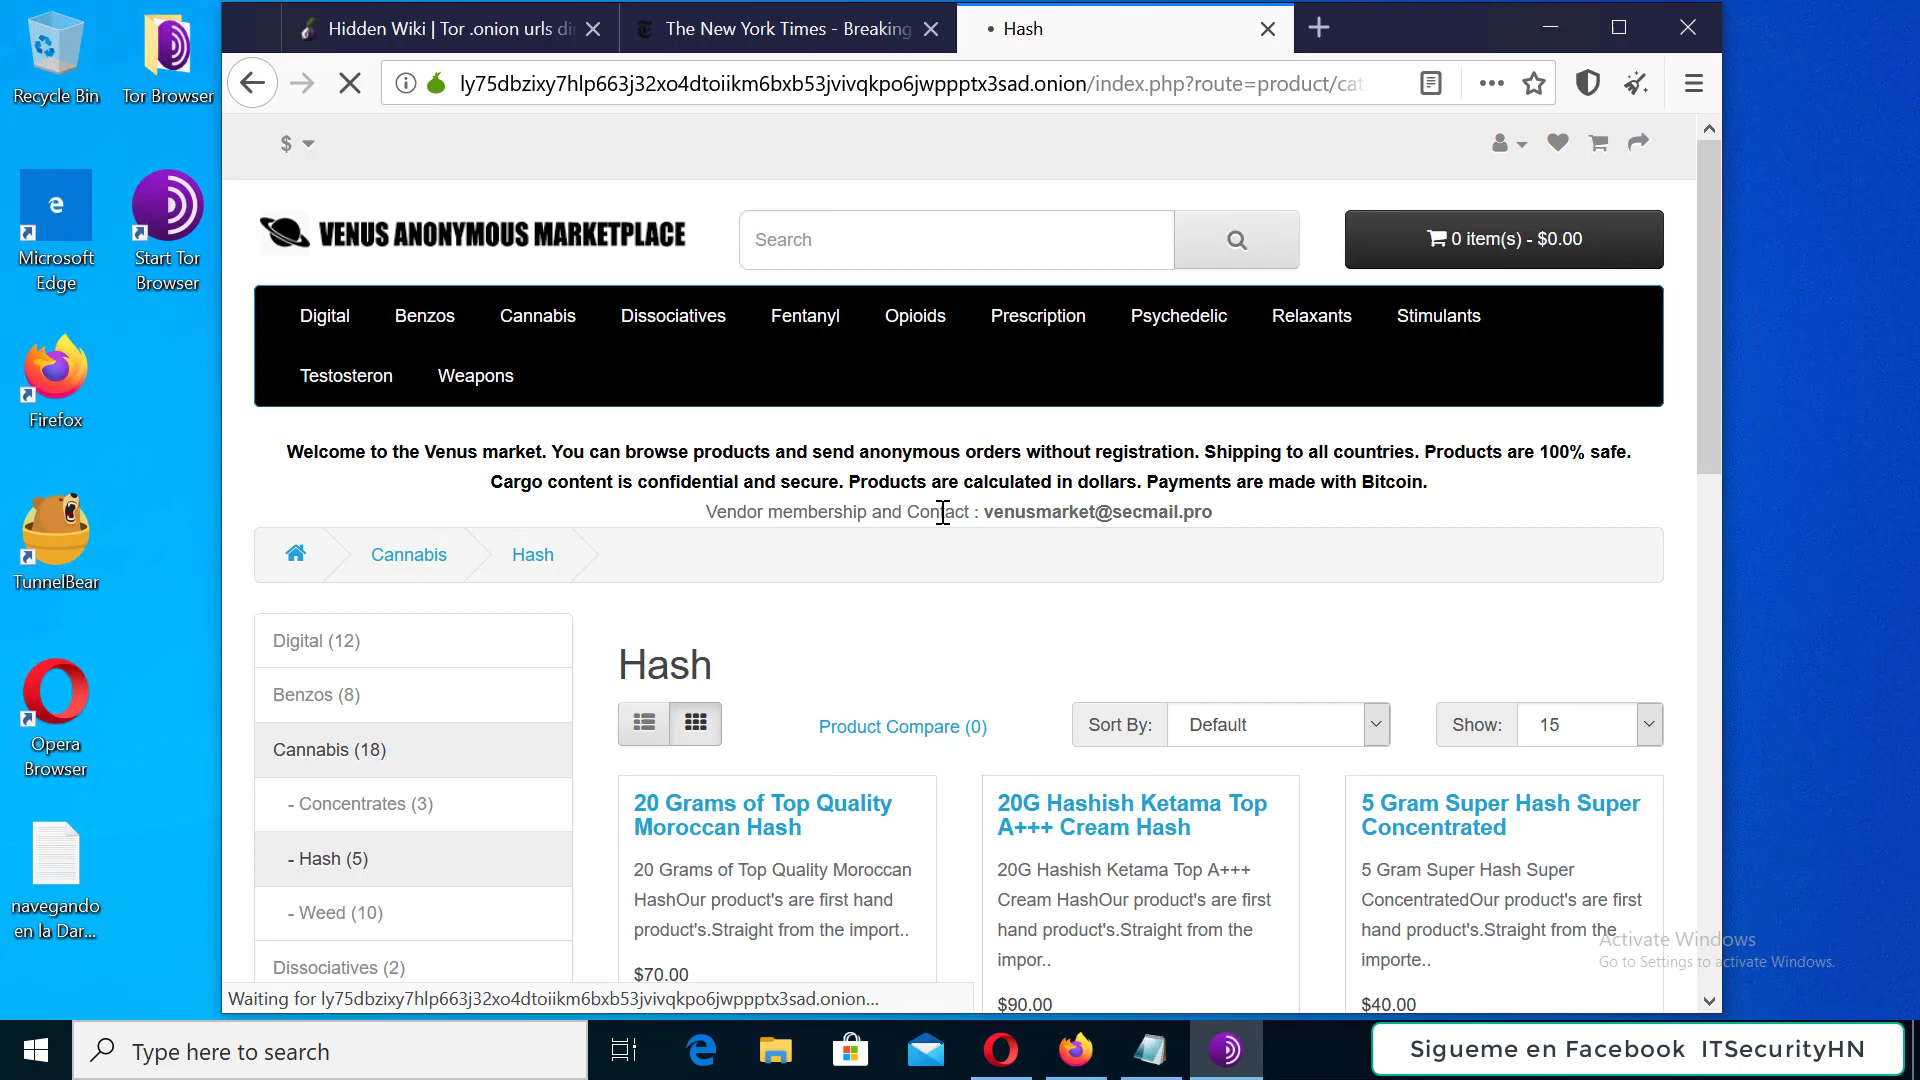 Recycle Bin
Tor Browser
Microsoft
Edge
Start Tor
Browser
Firefox
TunnelBear
Opera
Browser
navegando
en la Dar...
Hidden Wiki | Tor .onion urls di
The New York Times - Breaking
• Hash
ly75dbzixy7hlp663j32xo4dtoiikm6bxb53jvivqkpo6jwppptx3sad.onion/index.php?route=product/cat
$
VENUS ANONYMOUS MARKETPLACE
Search
0 item(s) - $0.00
Digital Benzos Cannabis Dissociatives Fentanyl Opioids Prescription Psychedelic Relaxants Stimulants
Testosteron Weapons
Welcome to the Venus market. You can browse products and send anonymous orders without registration. Shipping to all countries. Products are 100% safe.
Cargo content is confidential and secure. Products are calculated in dollars. Payments are made with Bitcoin.
Vendor membership and Contact : venusmarket@secmail.pro
Cannabis Hash
Digital (12)
Benzos (8)
Cannabis (18)
- Concentrates (3)
- Hash (5)
- Weed (10)
Dissociatives (2)
Hash
Product Compare (0)
Sort By: Default
Show: 15
20 Grams of Top Quality
Moroccan Hash
20 Grams of Top Quality Moroccan
HashOur product's are first hand
product's.Straight from the import..
$70.00
20G Hashish Ketama Top
A+++ Cream Hash
20G Hashish Ketama Top A+++
Cream HashOur product's are first
hand product's.Straight from the
impor..
$90.00
5 Gram Super Hash Super
Concentrated
5 Gram Super Hash Super
ConcentratedOur product's are first
hand product's.Straight from the
importe..
$40.00
Activate Windows
Go to Settings to activate Windows.
Waiting for ly75dbzixy7hlp663j32xo4dtoiikm6bxb53jvivqkpo6jwppptx3sad.onion...
Type here to search
Sigueme en Facebook ITSecurityHN